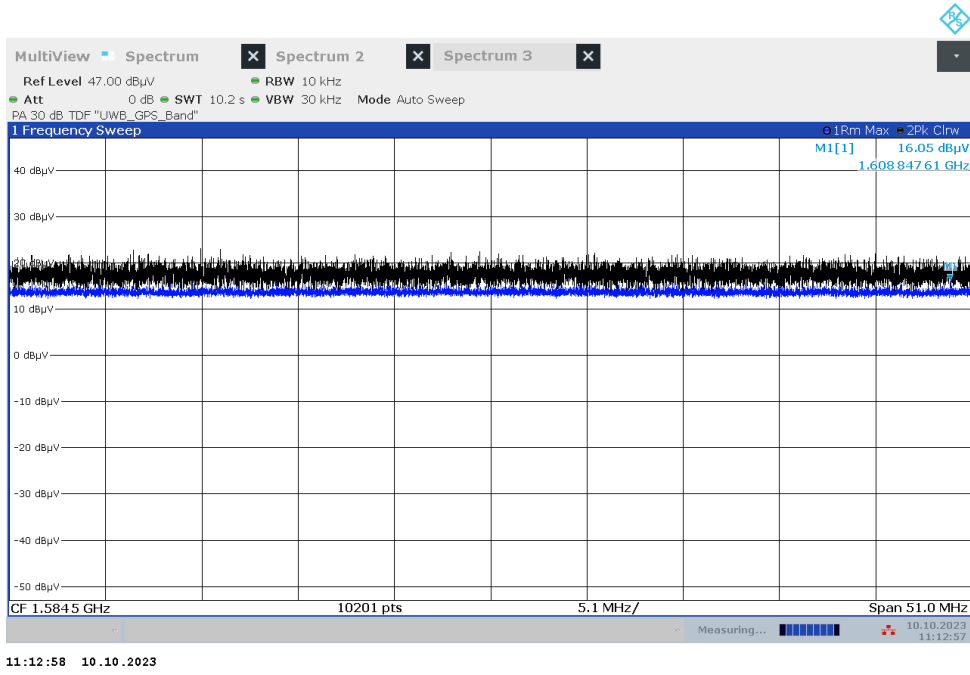 R&S
MultiView Spectrum Spectrum 2 Spectrum 3
Ref Level 47.00 dBµV RBW 10 kHz
Att 0 dB SWT 10.2 s VBW 30 kHz Mode Auto Sweep
PA 30 dB TDF "UWB_GPS_Band"
1 Frequency Sweep 1Rm Max 2Pk Clrw
M1[1] 16.05 dBµV
1.608 847 61 GHz
40 dBµV
30 dBµV
20 dBµV
M1
10 dBµV
0 dBµV
-10 dBµV
-20 dBµV
-30 dBµV
-40 dBµV
-50 dBµV
CF 1.5845 GHz 10201 pts 5.1 MHz/ Span 51.0 MHz
Measuring... 10.10.2023
11:12:57
11:12:58 10.10.2023